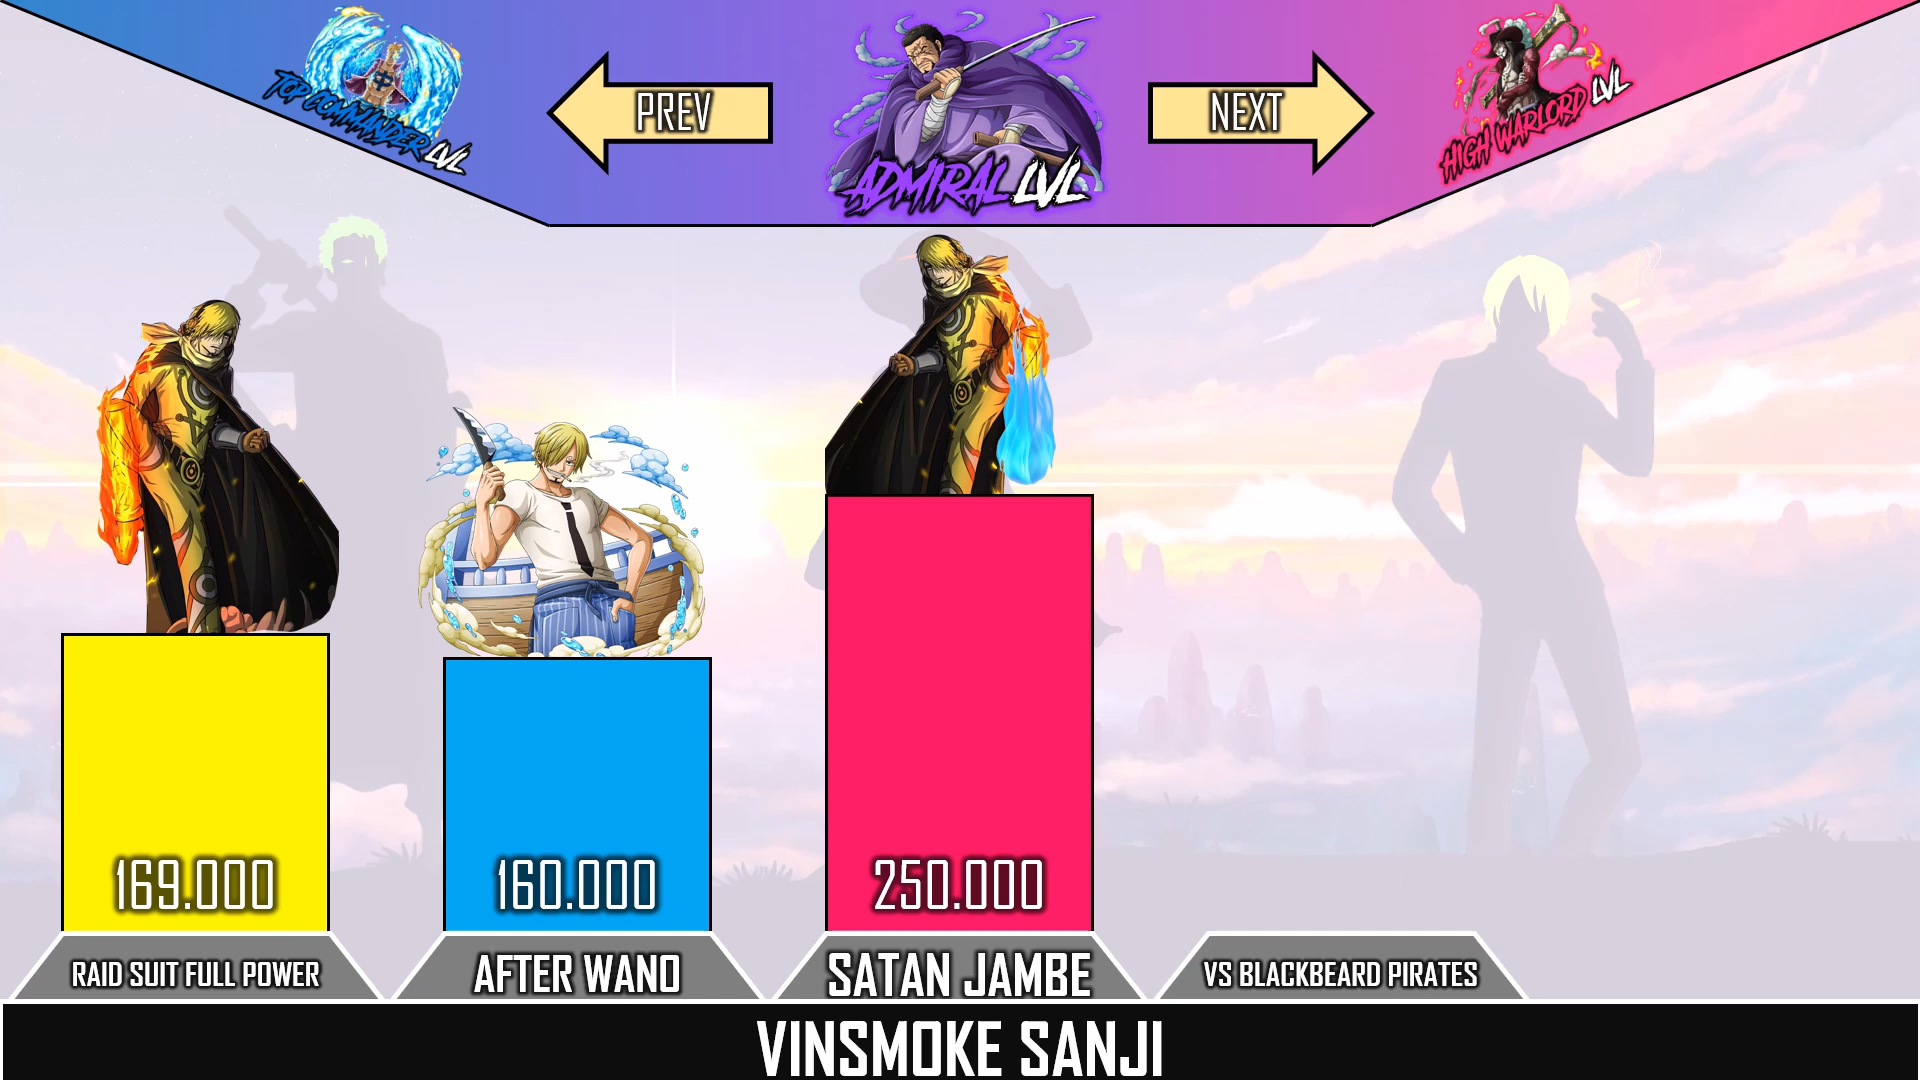 TOP COMMANDER LVL
PREV
ADMIRAL LVL
NEXT
HIGH WARLORD LVL
169.000
160.000
250.000
RAID SUIT FULL POWER
AFTER WANO
SATAN JAMBE
VS BLACKBEARD PIRATES
VINSMOKE SANJI